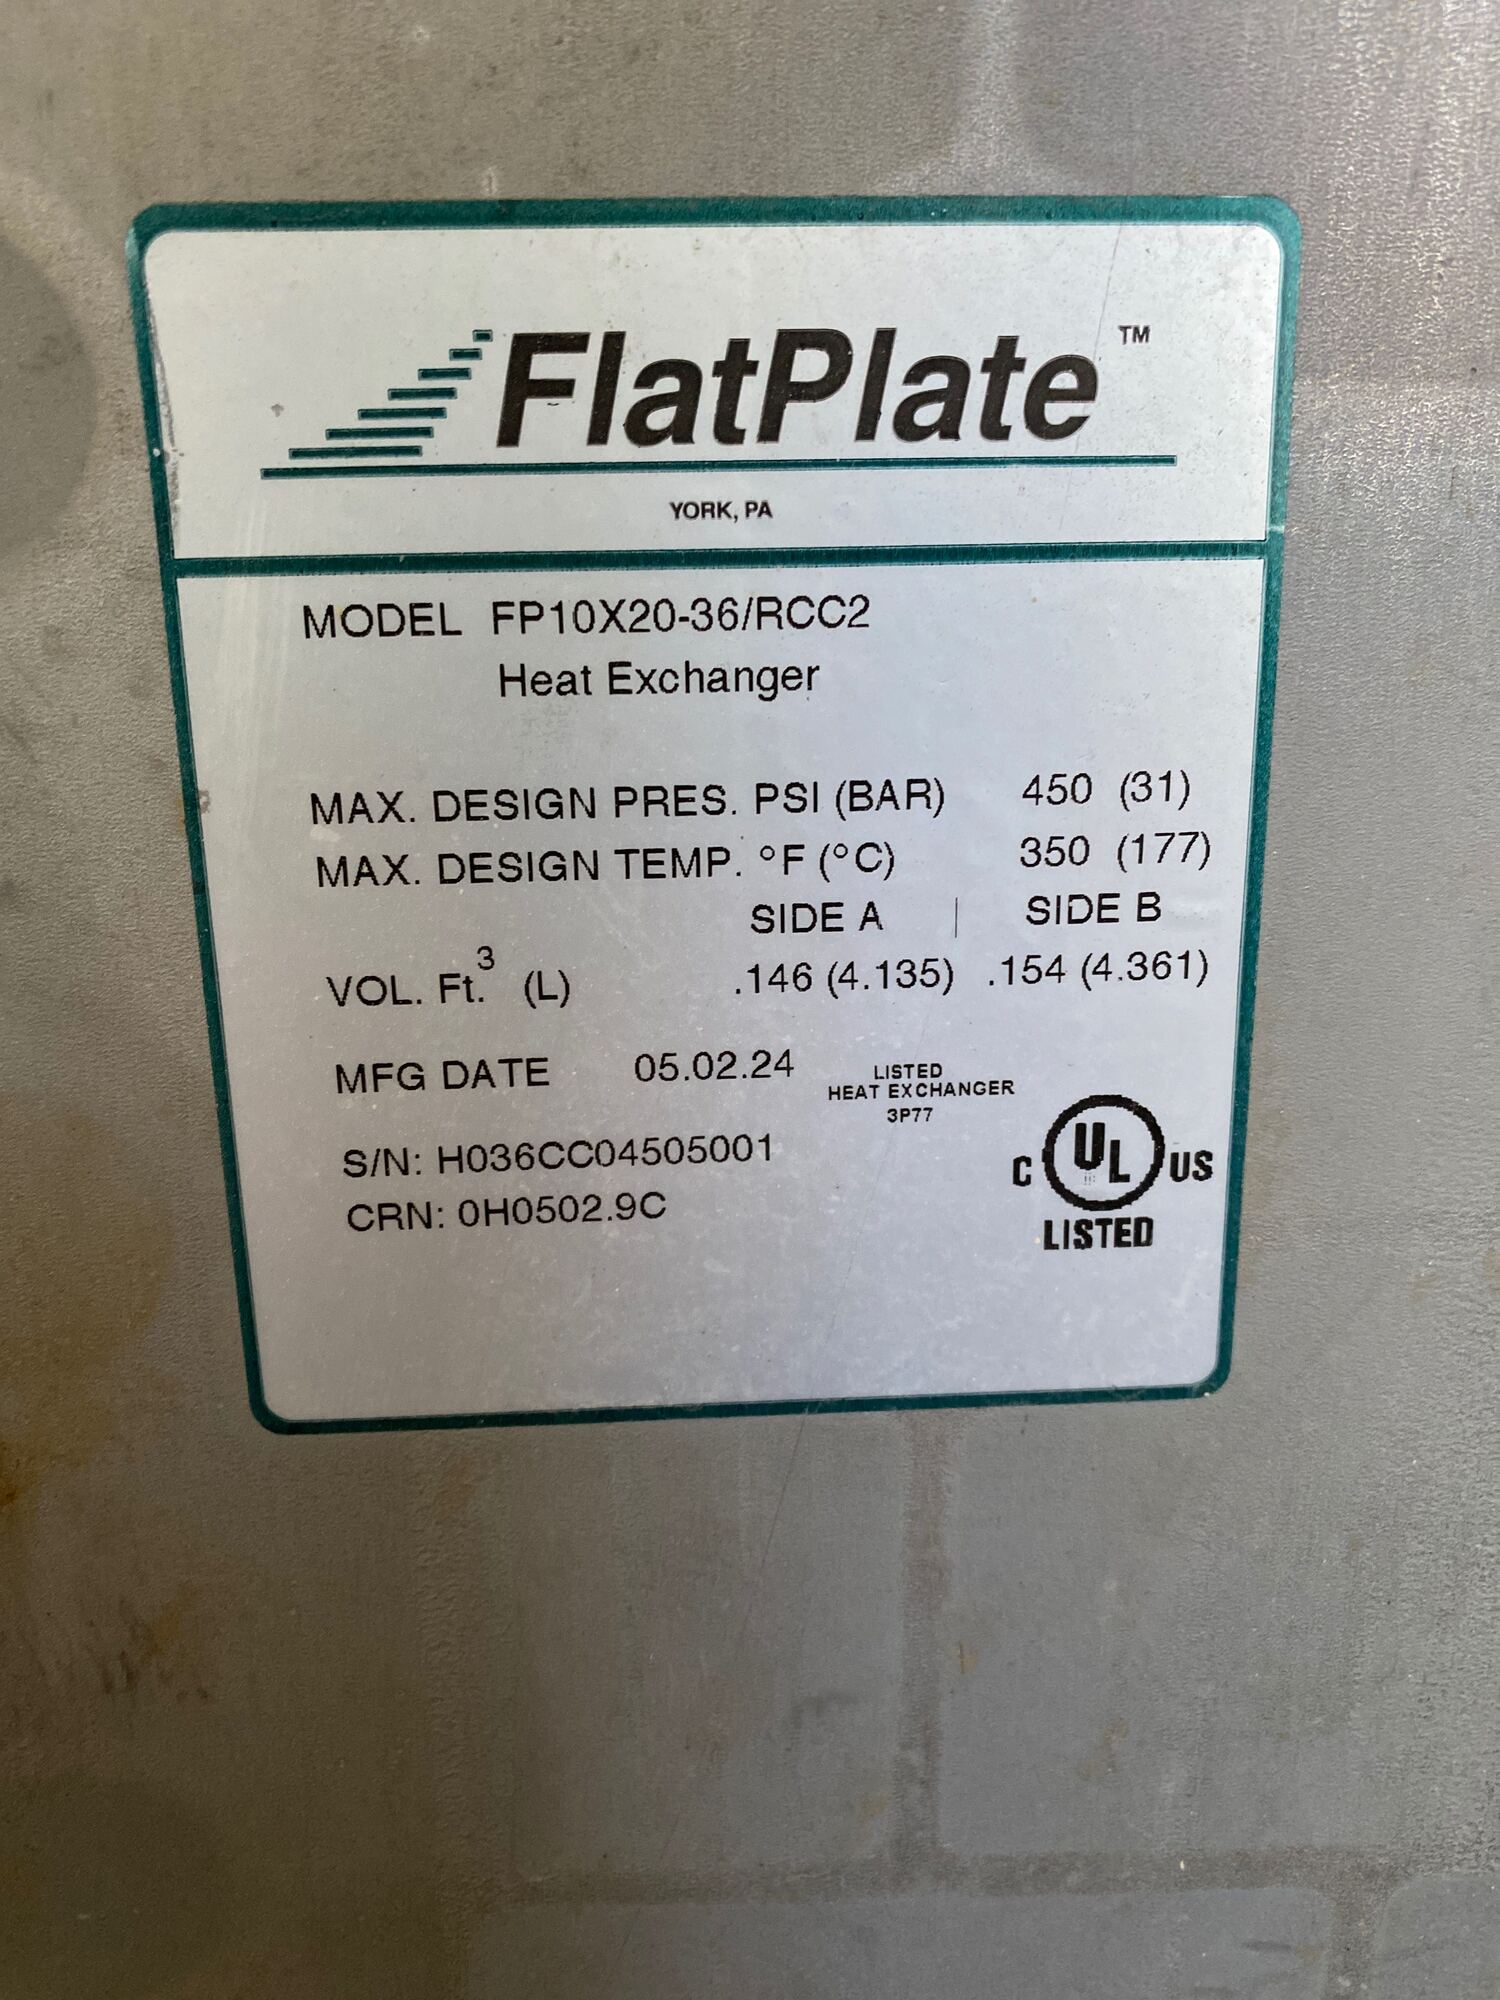 FlatPlate™
YORK, PA
MODEL FP10X20-36/RCC2
Heat Exchanger
MAX. DESIGN PRES. PSI (BAR) 450 (31)
MAX. DESIGN TEMP. °F (°C) 350 (177)
SIDE A | SIDE B
VOL. Ft.³ (L) .146 (4.135) .154 (4.361)
MFG DATE 05.02.24
LISTED
HEAT EXCHANGER
3P77
S/N: H036CC04505001
CRN: 0H0502.9C
C UL US
LISTED